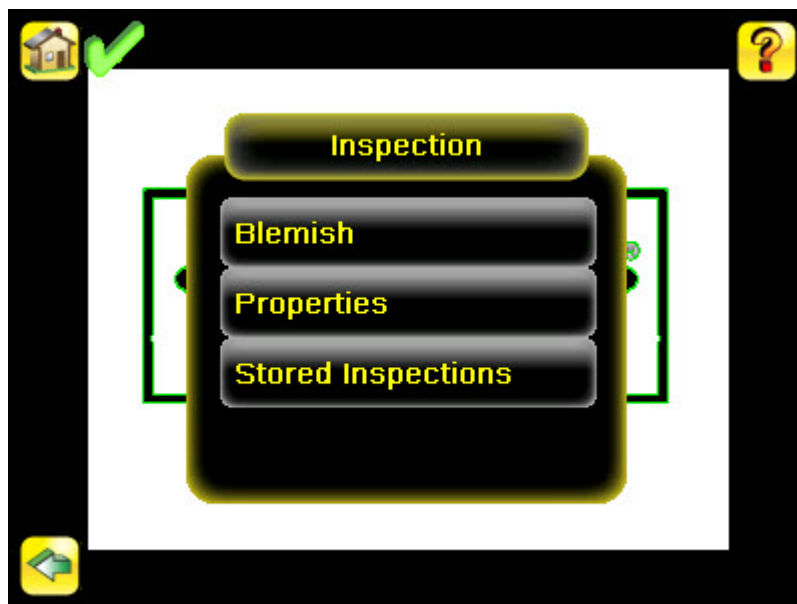 Inspection
Blemish
Properties
Stored Inspections
®